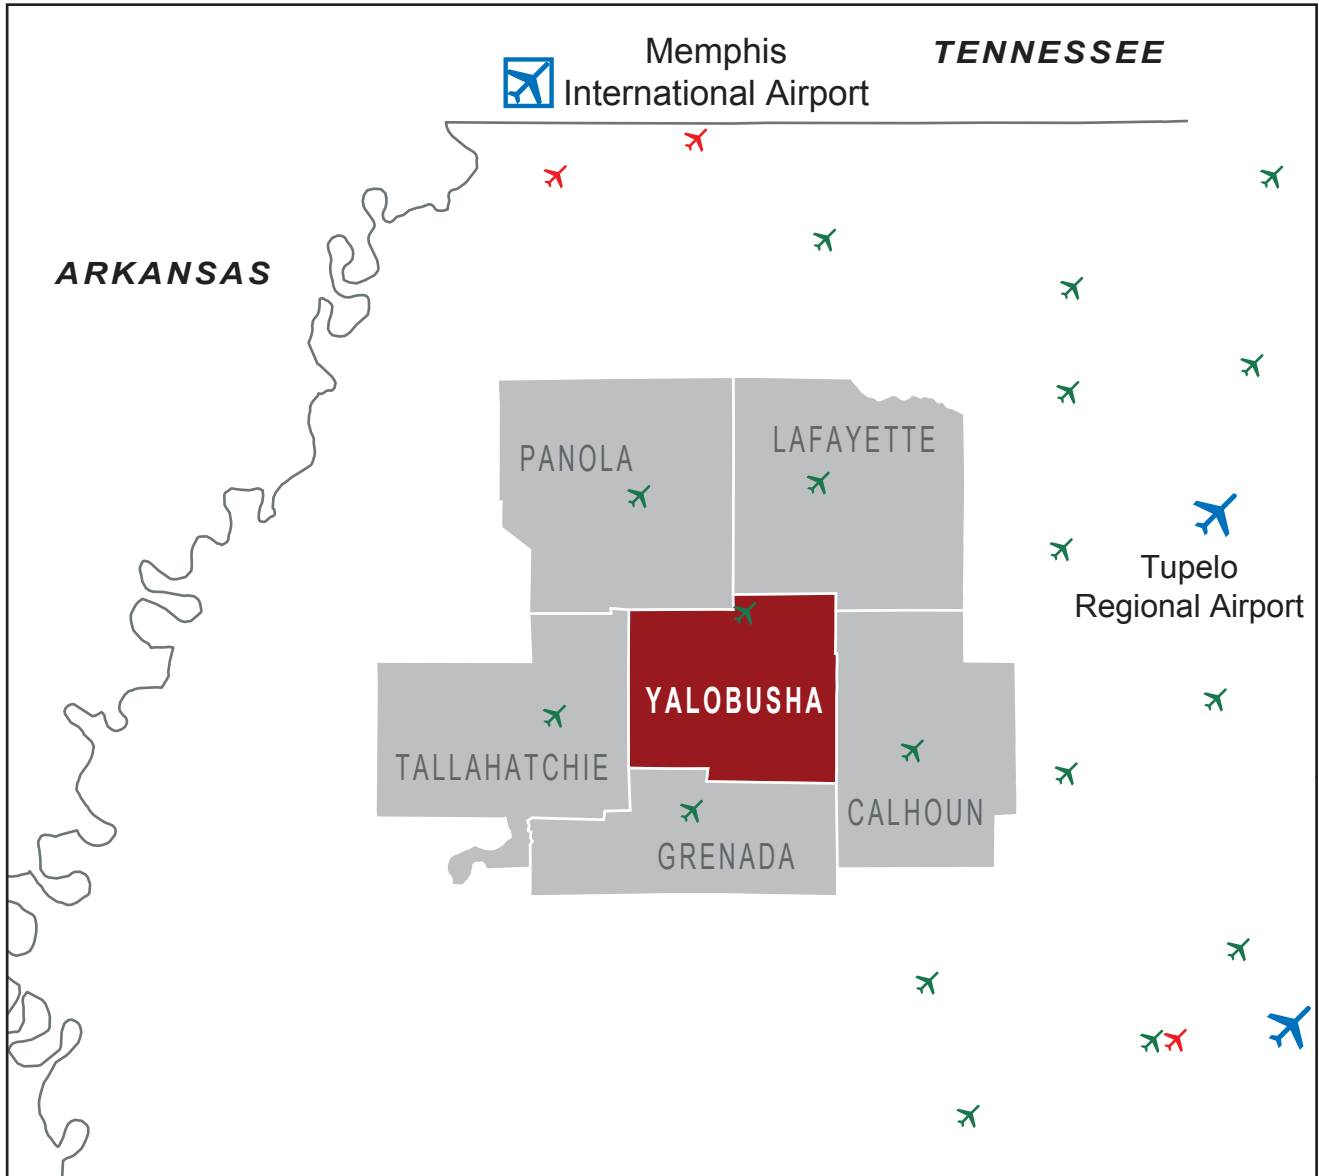 Memphis
International Airport
TENNESSEE
ARKANSAS
LAFAYETTE
PANOLA
Tupelo
Regional Airport
YALOBUSHA
TALLAHATCHIE
CALHOUN
GRENADA